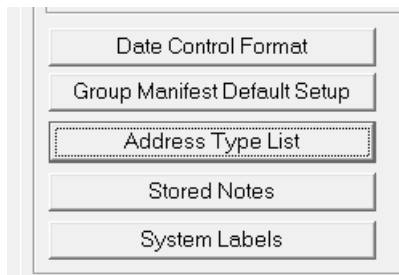 Date Control Format
Group Manifest Default Setup
Address Type List
Stored Notes
System Labels